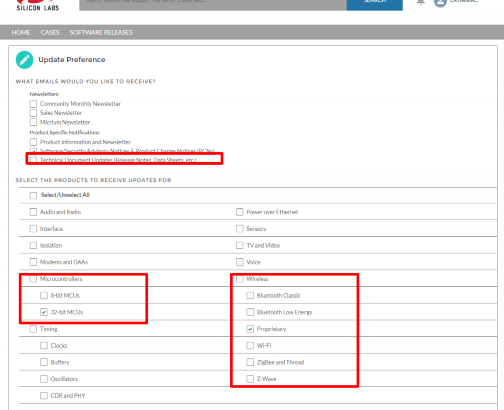 SILICON LABS
SEARCH
HOME CASES SOFTWARE RELEASES
Update Preference
WHAT EMAILS WOULD YOU LIKE TO RECEIVE?
Newsletters
Community Monthly Newsletter
Sales Newsletter
Micrium Newsletter
Product Specific Notifications
Product Information and Newsletter
Software/Security Advisory Notices & Product Change Notices (PCNs)
Technical Document Updates (Release Notes, Data Sheets, etc.)
SELECT THE PRODUCTS TO RECEIVE UPDATES FOR
Select/Unselect All
Audio and Radio Power over Ethernet
Interface Sensors
Isolation TV and Video
Modems and DAAs Voice
Microcontrollers Wireless
8-bit MCUs Bluetooth Classic
32-bit MCUs Bluetooth Low Energy
Timing Proprietary
Clocks Wi-Fi
Buffers ZigBee and Thread
Oscillators Z-Wave
CDR and PHY